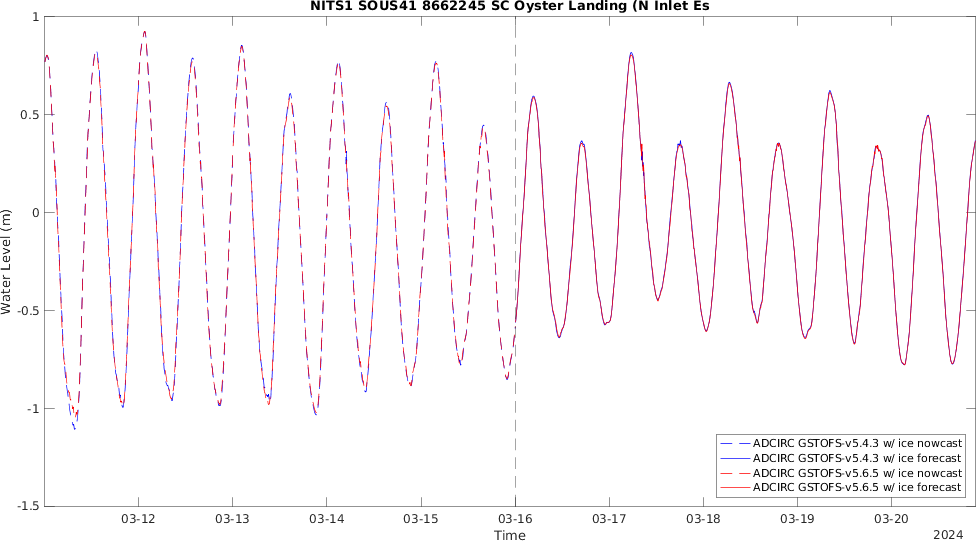 NITS1 SOUS41 8662245 SC Oyster Landing (N Inlet Es
Water Level (m)
1
0.5
0
-0.5
-1
-1.5
03-12 03-13 03-14 03-15 03-16 03-17 03-18 03-19 03-20
Time
2024
ADCIRC GSTOFS-v5.4.3 w/ ice nowcast
ADCIRC GSTOFS-v5.4.3 w/ ice forecast
ADCIRC GSTOFS-v5.6.5 w/ ice nowcast
ADCIRC GSTOFS-v5.6.5 w/ ice forecast